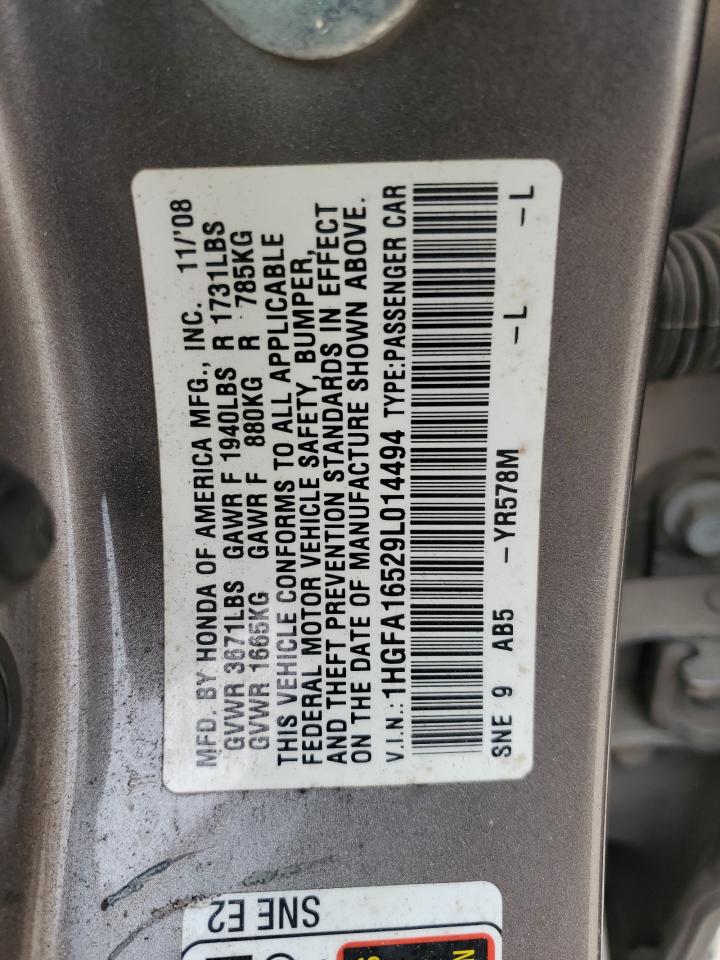 MFD. BY HONDA OF AMERICA MFG., INC. 11/'08
GVWR 3671LBS GAWR F 1940LBS R 1731LBS
GVWR 1665KG GAWR F 880KG R 785KG
THIS VEHICLE CONFORMS TO ALL APPLICABLE
FEDERAL MOTOR VEHICLE SAFETY, BUMPER,
AND THEFT PREVENTION STANDARDS IN EFFECT
ON THE DATE OF MANUFACTURE SHOWN ABOVE.
V.I.N.:1HGFA16529L014494 TYPE:PASSENGER CAR
SNE 9 AB5 -YR578M -L -L
SNE E2